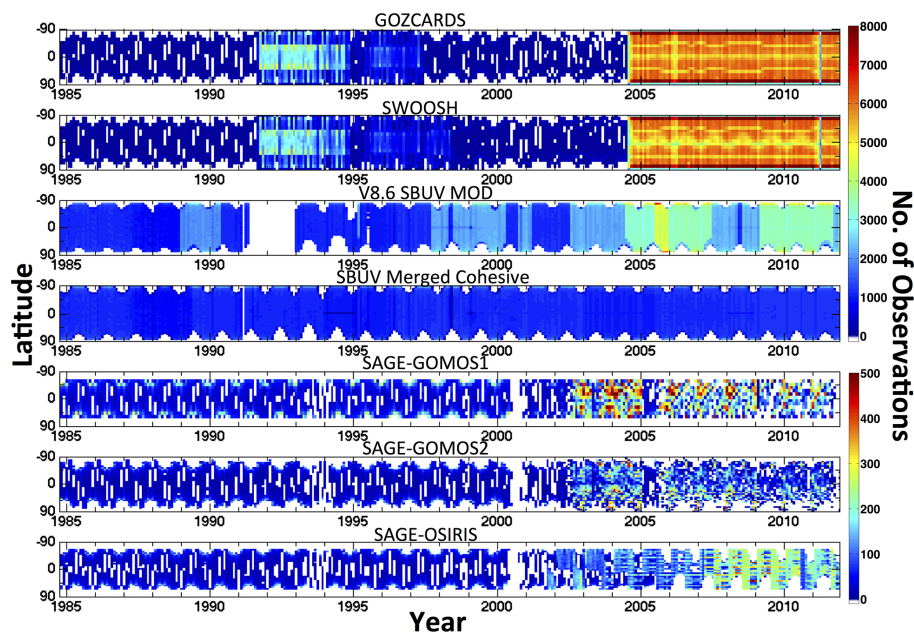 GOZCARDS
-90
0
90
1985 1990 1995 2000 2005 2010
SWOOSH
-90
0
90
1985 1990 1995 2000 2005 2010
V8.6 SBUV MOD
-90
0
90
1985 1990 1995 2000 2005 2010
SBUV Merged Cohesive
-90
0
90
1985 1990 1995 2000 2005 2010
SAGE-GOMOS1
-90
0
90
1985 1990 1995 2000 2005 2010
SAGE-GOMOS2
-90
0
90
1985 1990 1995 2000 2005 2010
SAGE-OSIRIS
-90
0
90
1985 1990 1995 2000 2005 2010
Latitude
Year
8000
7000
6000
5000
4000
3000
2000
1000
0
500
400
300
200
100
0
No. of Observations